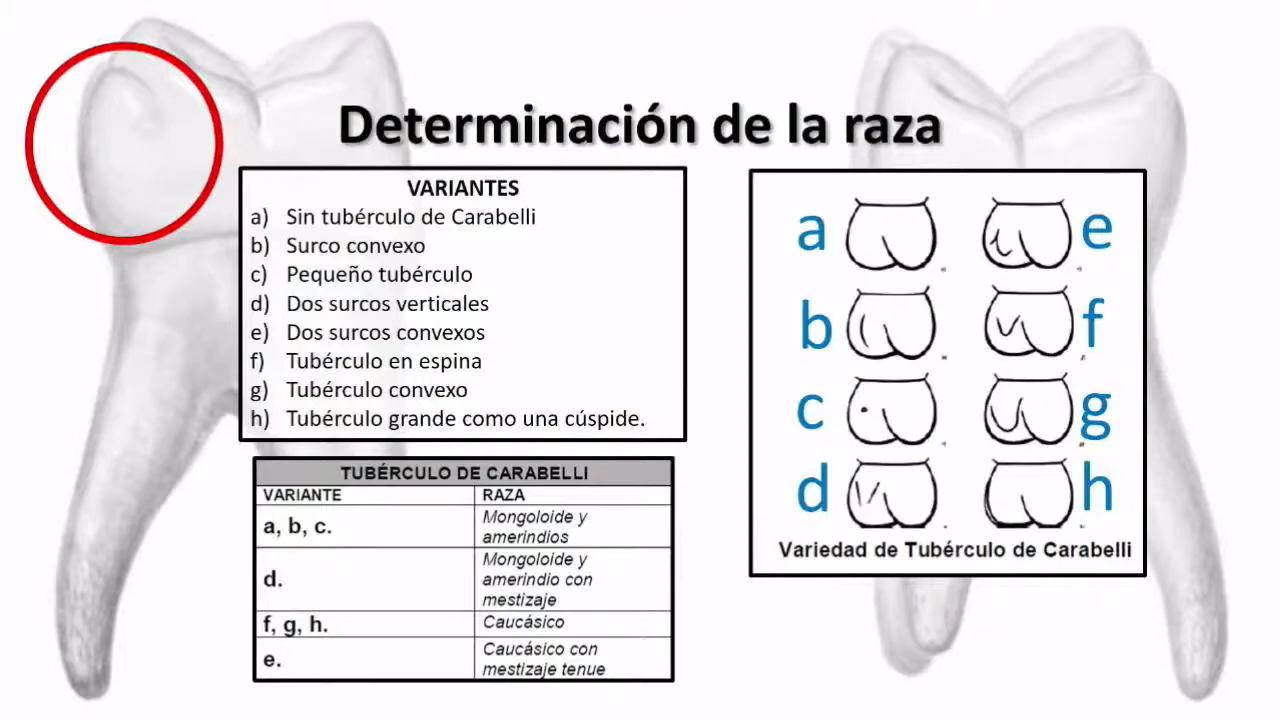 Determinación de la raza
VARIANTES
a) Sin tubérculo de Carabelli
b) Surco convexo
c) Pequeño tubérculo
d) Dos surcos verticales
e) Dos surcos convexos
f) Tubérculo en espina
g) Tubérculo convexo
h) Tubérculo grande como una cúspide.
TUBÉRCULO DE CARABELLI
VARIANTE RAZA
a, b, c. Mongoloide y
amerindios
d. Mongoloide y
amerindio con
mestizaje
f, g, h. Caucásico
e. Caucásico con
mestizaje tenue
a e
b f
c g
d h
Variedad de Tubérculo de Carabelli